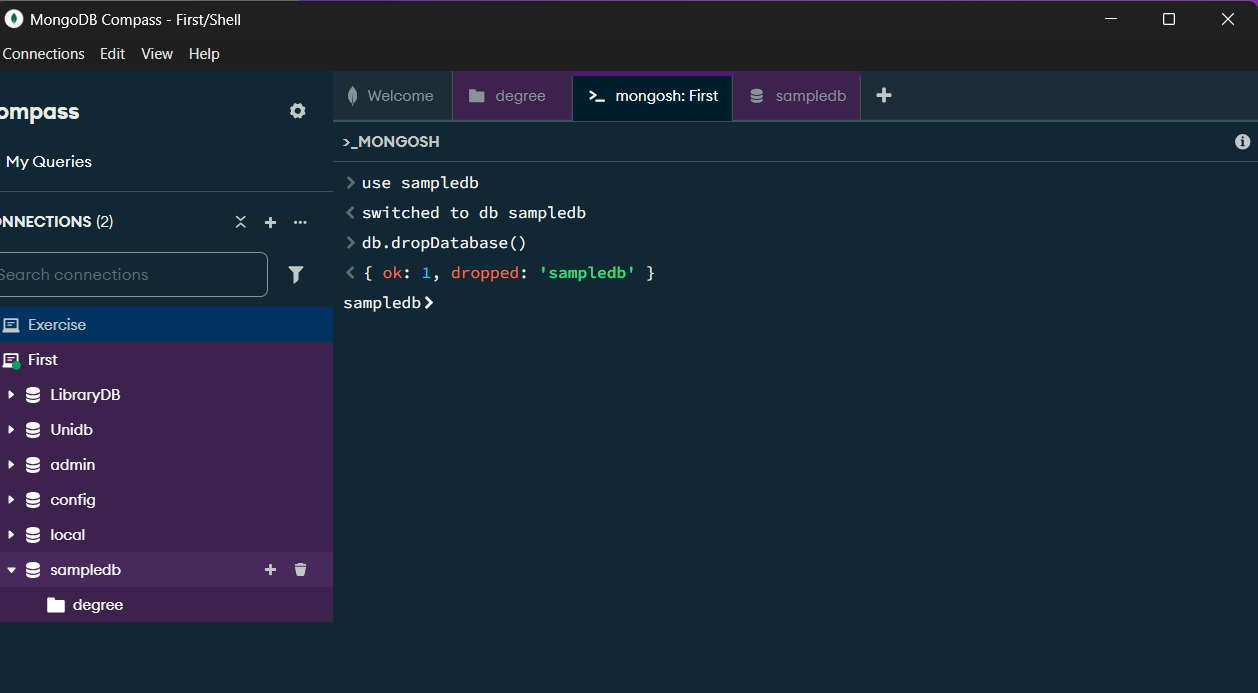 MongoDB Compass - First/Shell
Connections Edit View Help
ompass
My Queries
ONNECTIONS (2)
Search connections
Exercise
First
LibraryDB
Unidb
admin
config
local
sampledb
degree
Welcome degree >_ mongosh: First sampledb +
>_MONGOSH
> use sampledb
< switched to db sampledb
> db.dropDatabase()
< { ok: 1, dropped: 'sampledb' }
sampledb>